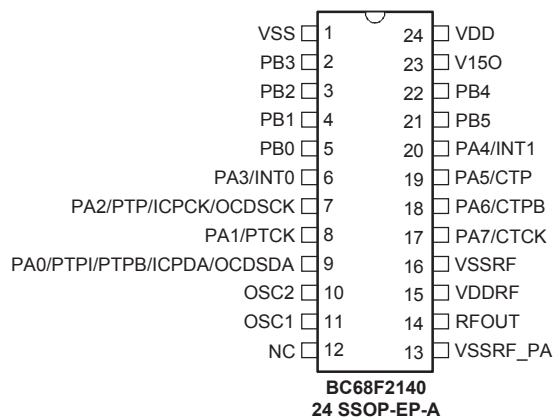 VSS 1 24 VDD
PB3 2 23 V15O
PB2 3 22 PB4
PB1 4 21 PB5
PB0 5 20 PA4/INT1
PA3/INT0 6 19 PA5/CTP
PA2/PTP/ICPCK/OCDSCK 7 18 PA6/CTPB
PA1/PTCK 8 17 PA7/CTCK
PA0/PTPI/PTPB/ICPDA/OCDSDA 9 16 VSSRF
OSC2 10 15 VDDRF
OSC1 11 14 RFOUT
NC 12 13 VSSRF_PA
BC68F2140
24 SSOP-EP-A